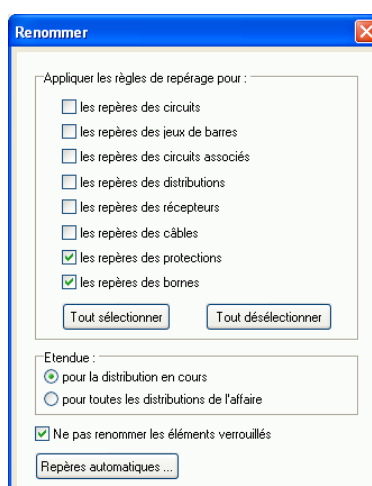 Renommer
Appliquer les règles de repérage pour :
les repères des circuits
les repères des jeux de barres
les repères des circuits associés
les repères des distributions
les repères des récepteurs
les repères des câbles
les repères des protections
les repères des bornes
Tout sélectionner Tout désélectionner
Etendue :
pour la distribution en cours
pour toutes les distributions de l'affaire
Ne pas renommer les éléments verrouillés
Repères automatiques ...